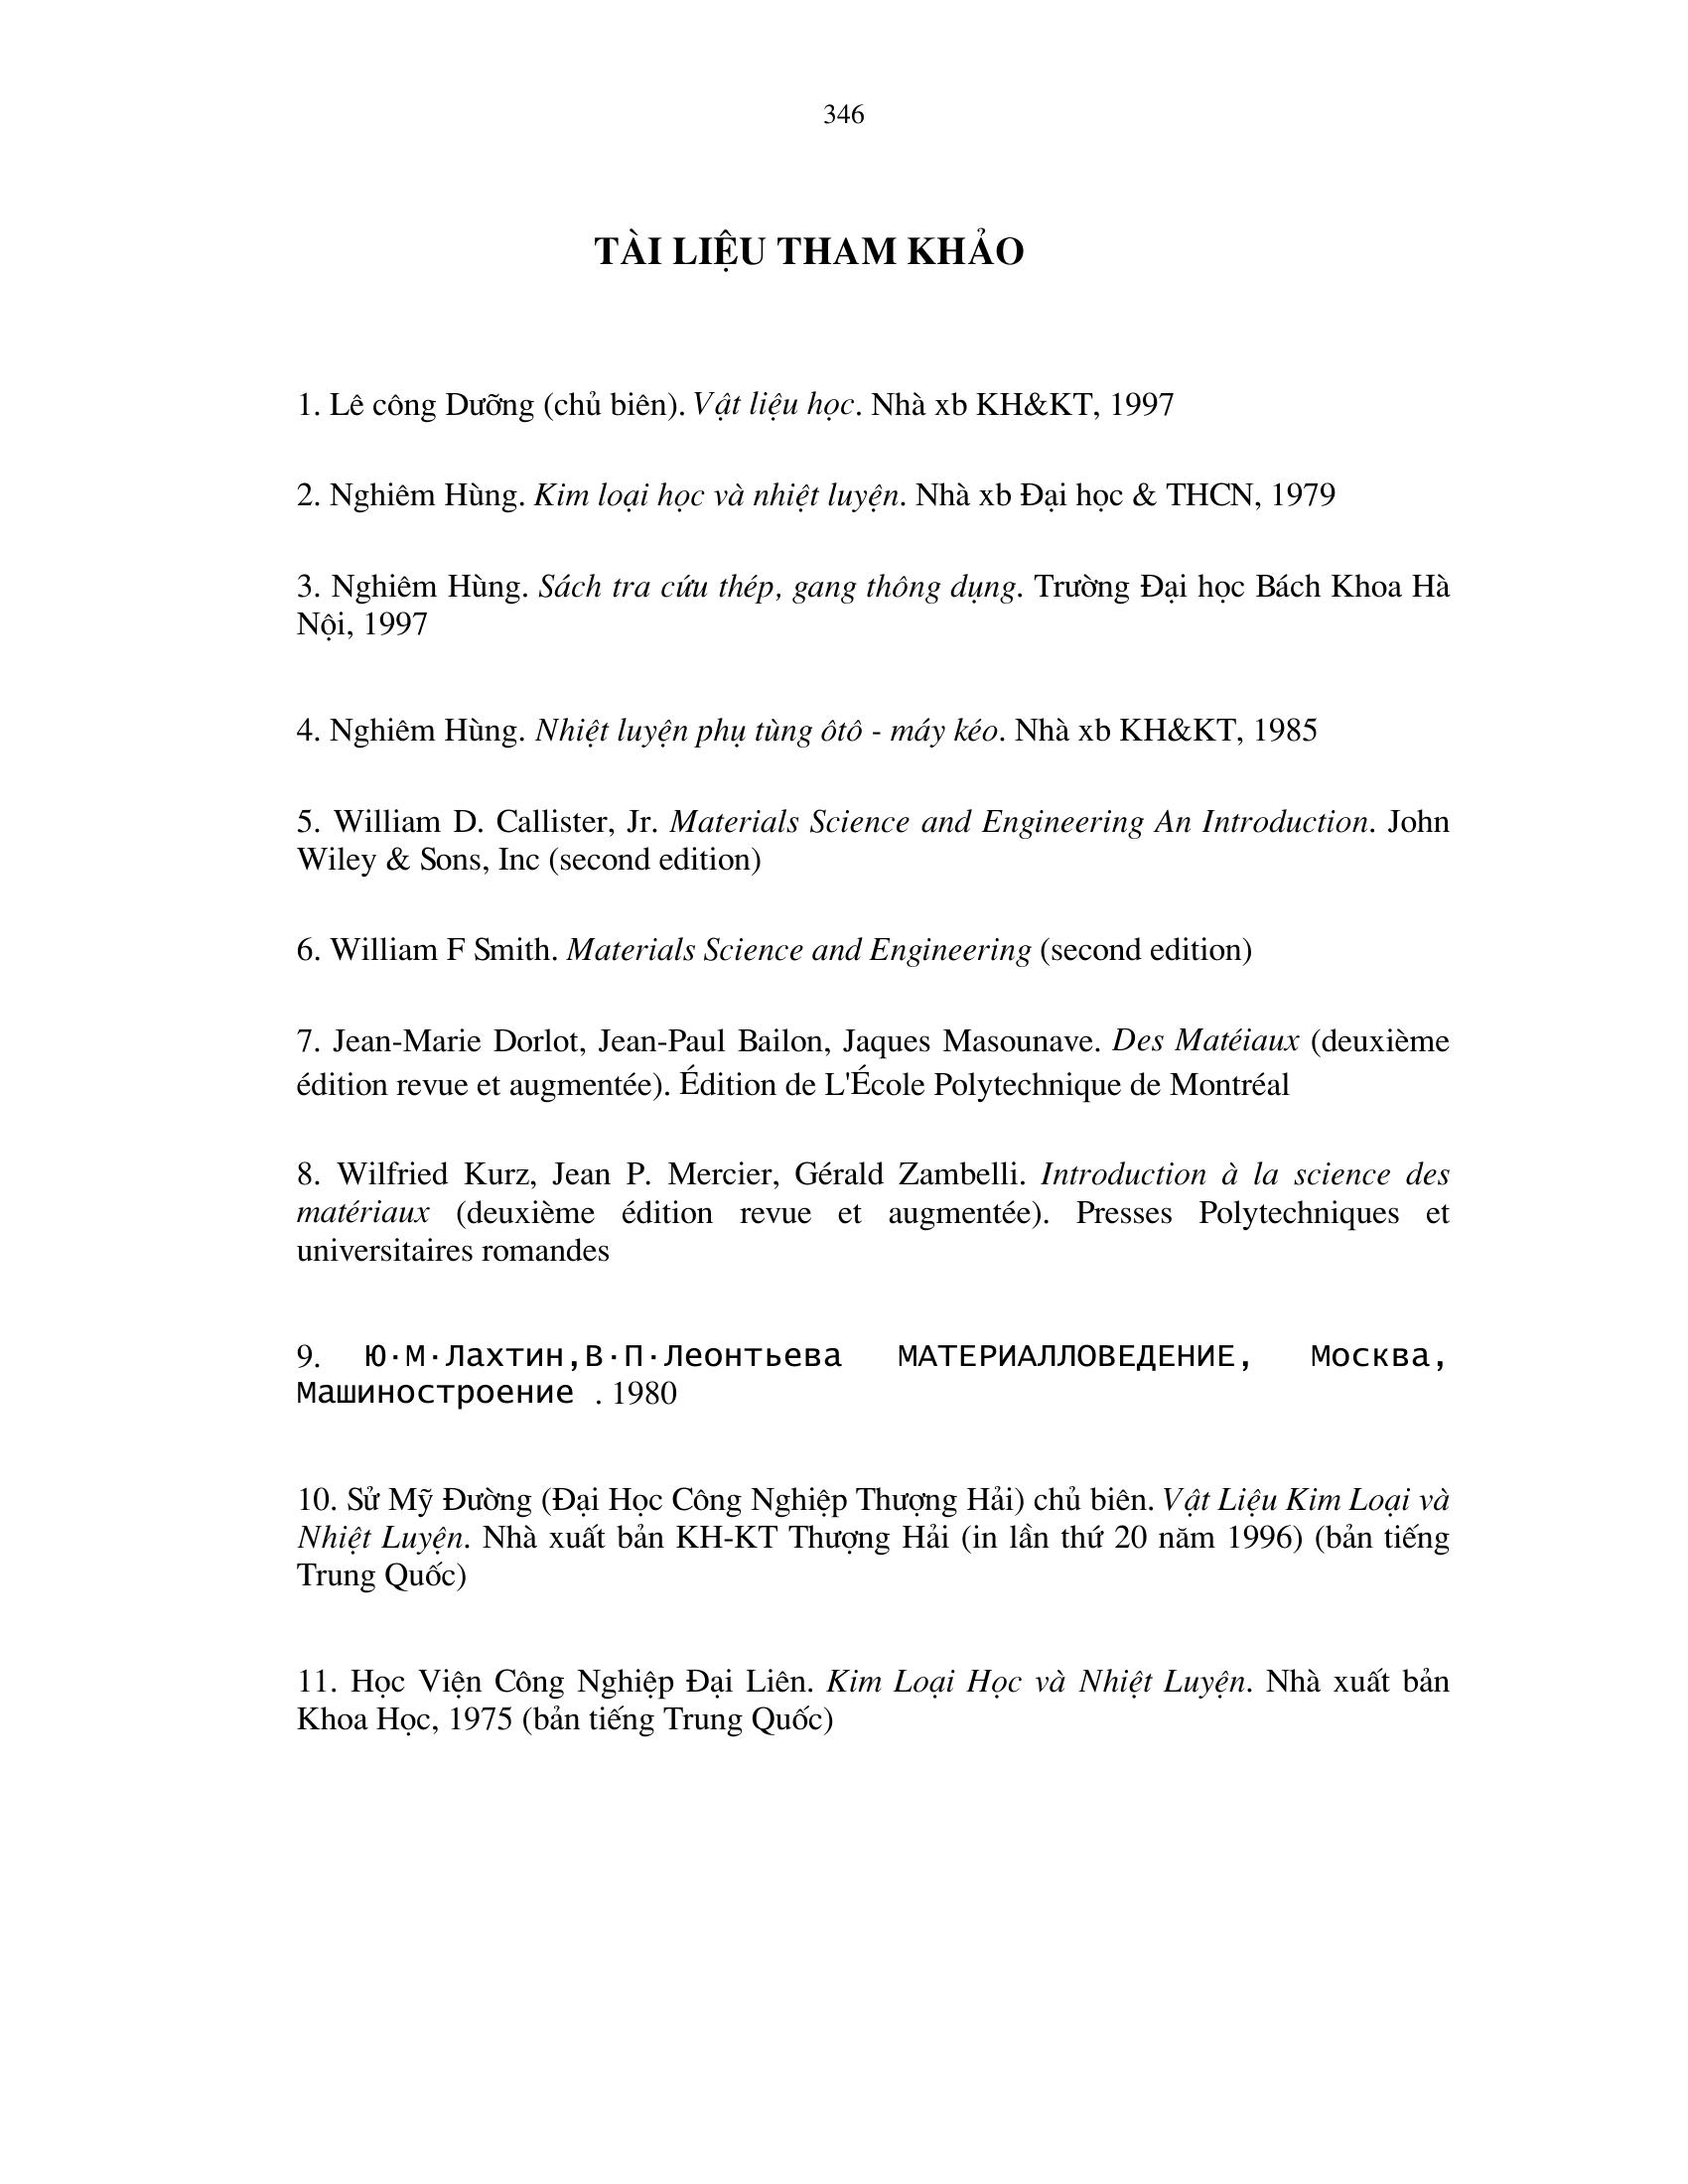 346
TÀI LIỆU THAM KHẢO
1. Lê công Dưỡng (chủ biên). Vật liệu học. Nhà xb KH&KT, 1997
2. Nghiêm Hùng. Kim loại học và nhiệt luyện. Nhà xb Đại học & THCN, 1979
3. Nghiêm Hùng. Sách tra cứu thép, gang thông dụng. Trường Đại học Bách Khoa Hà
Nội, 1997
4. Nghiêm Hùng. Nhiệt luyện phụ tùng ôtô - máy kéo. Nhà xb KH&KT, 1985
5. William D. Callister, Jr. Materials Science and Engineering An Introduction. John
Wiley & Sons, Inc (second edition)
6. William F Smith. Materials Science and Engineering (second edition)
7. Jean-Marie Dorlot, Jean-Paul Bailon, Jaques Masounave. Des Matéiaux (deuxième
édition revue et augmentée). Édition de L'École Polytechnique de Montréal
8. Wilfried Kurz, Jean P. Mercier, Gérald Zambelli. Introduction à la science des
matériaux (deuxième édition revue et augmentée). Presses Polytechniques et
universitaires romandes
9. Ю·М·Лахтин,В·П·Леонтьева МАТЕРИАЛЛОВЕДЕНИЕ, Москва,
Машиностроение . 1980
10. Sử Mỹ Đường (Đại Học Công Nghiệp Thượng Hải) chủ biên. Vật Liệu Kim Loại và
Nhiệt Luyện. Nhà xuất bản KH-KT Thượng Hải (in lần thứ 20 năm 1996) (bản tiếng
Trung Quốc)
11. Học Viện Công Nghiệp Đại Liên. Kim Loại Học và Nhiệt Luyện. Nhà xuất bản
Khoa Học, 1975 (bản tiếng Trung Quốc)